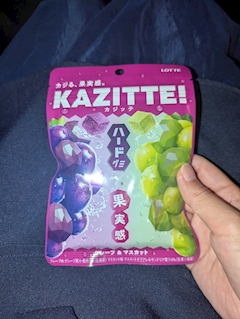 カジる、果実感。
LOTTE
KAZITTE!
カジッテ
ハード
グミ
果実感
グレープ & マスカット